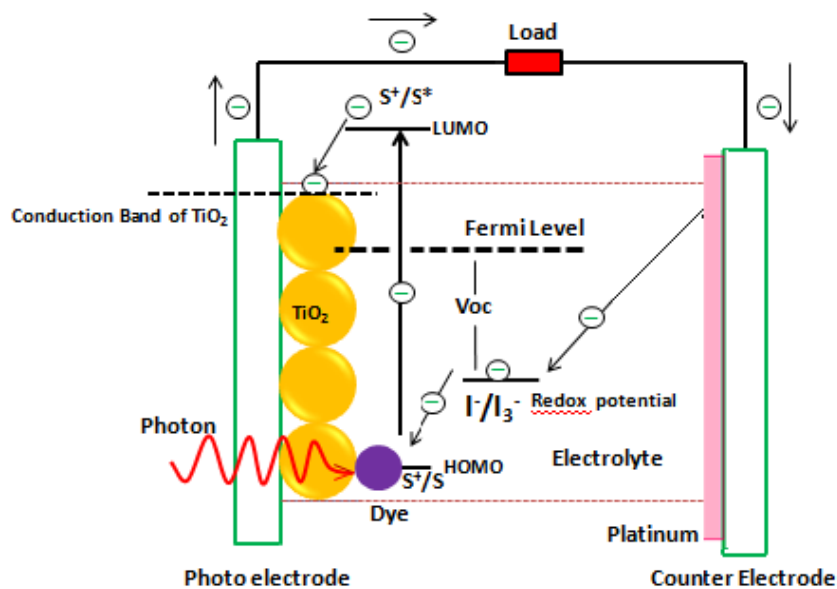 Load
S⁺/S*
LUMO
Conduction Band of TiO₂
Fermi Level
TiO₂
Voc
I⁻/I₃⁻ Redox potential
Photon
S⁺/S
HOMO
Electrolyte
Dye
Platinum
Photo electrode
Counter Electrode